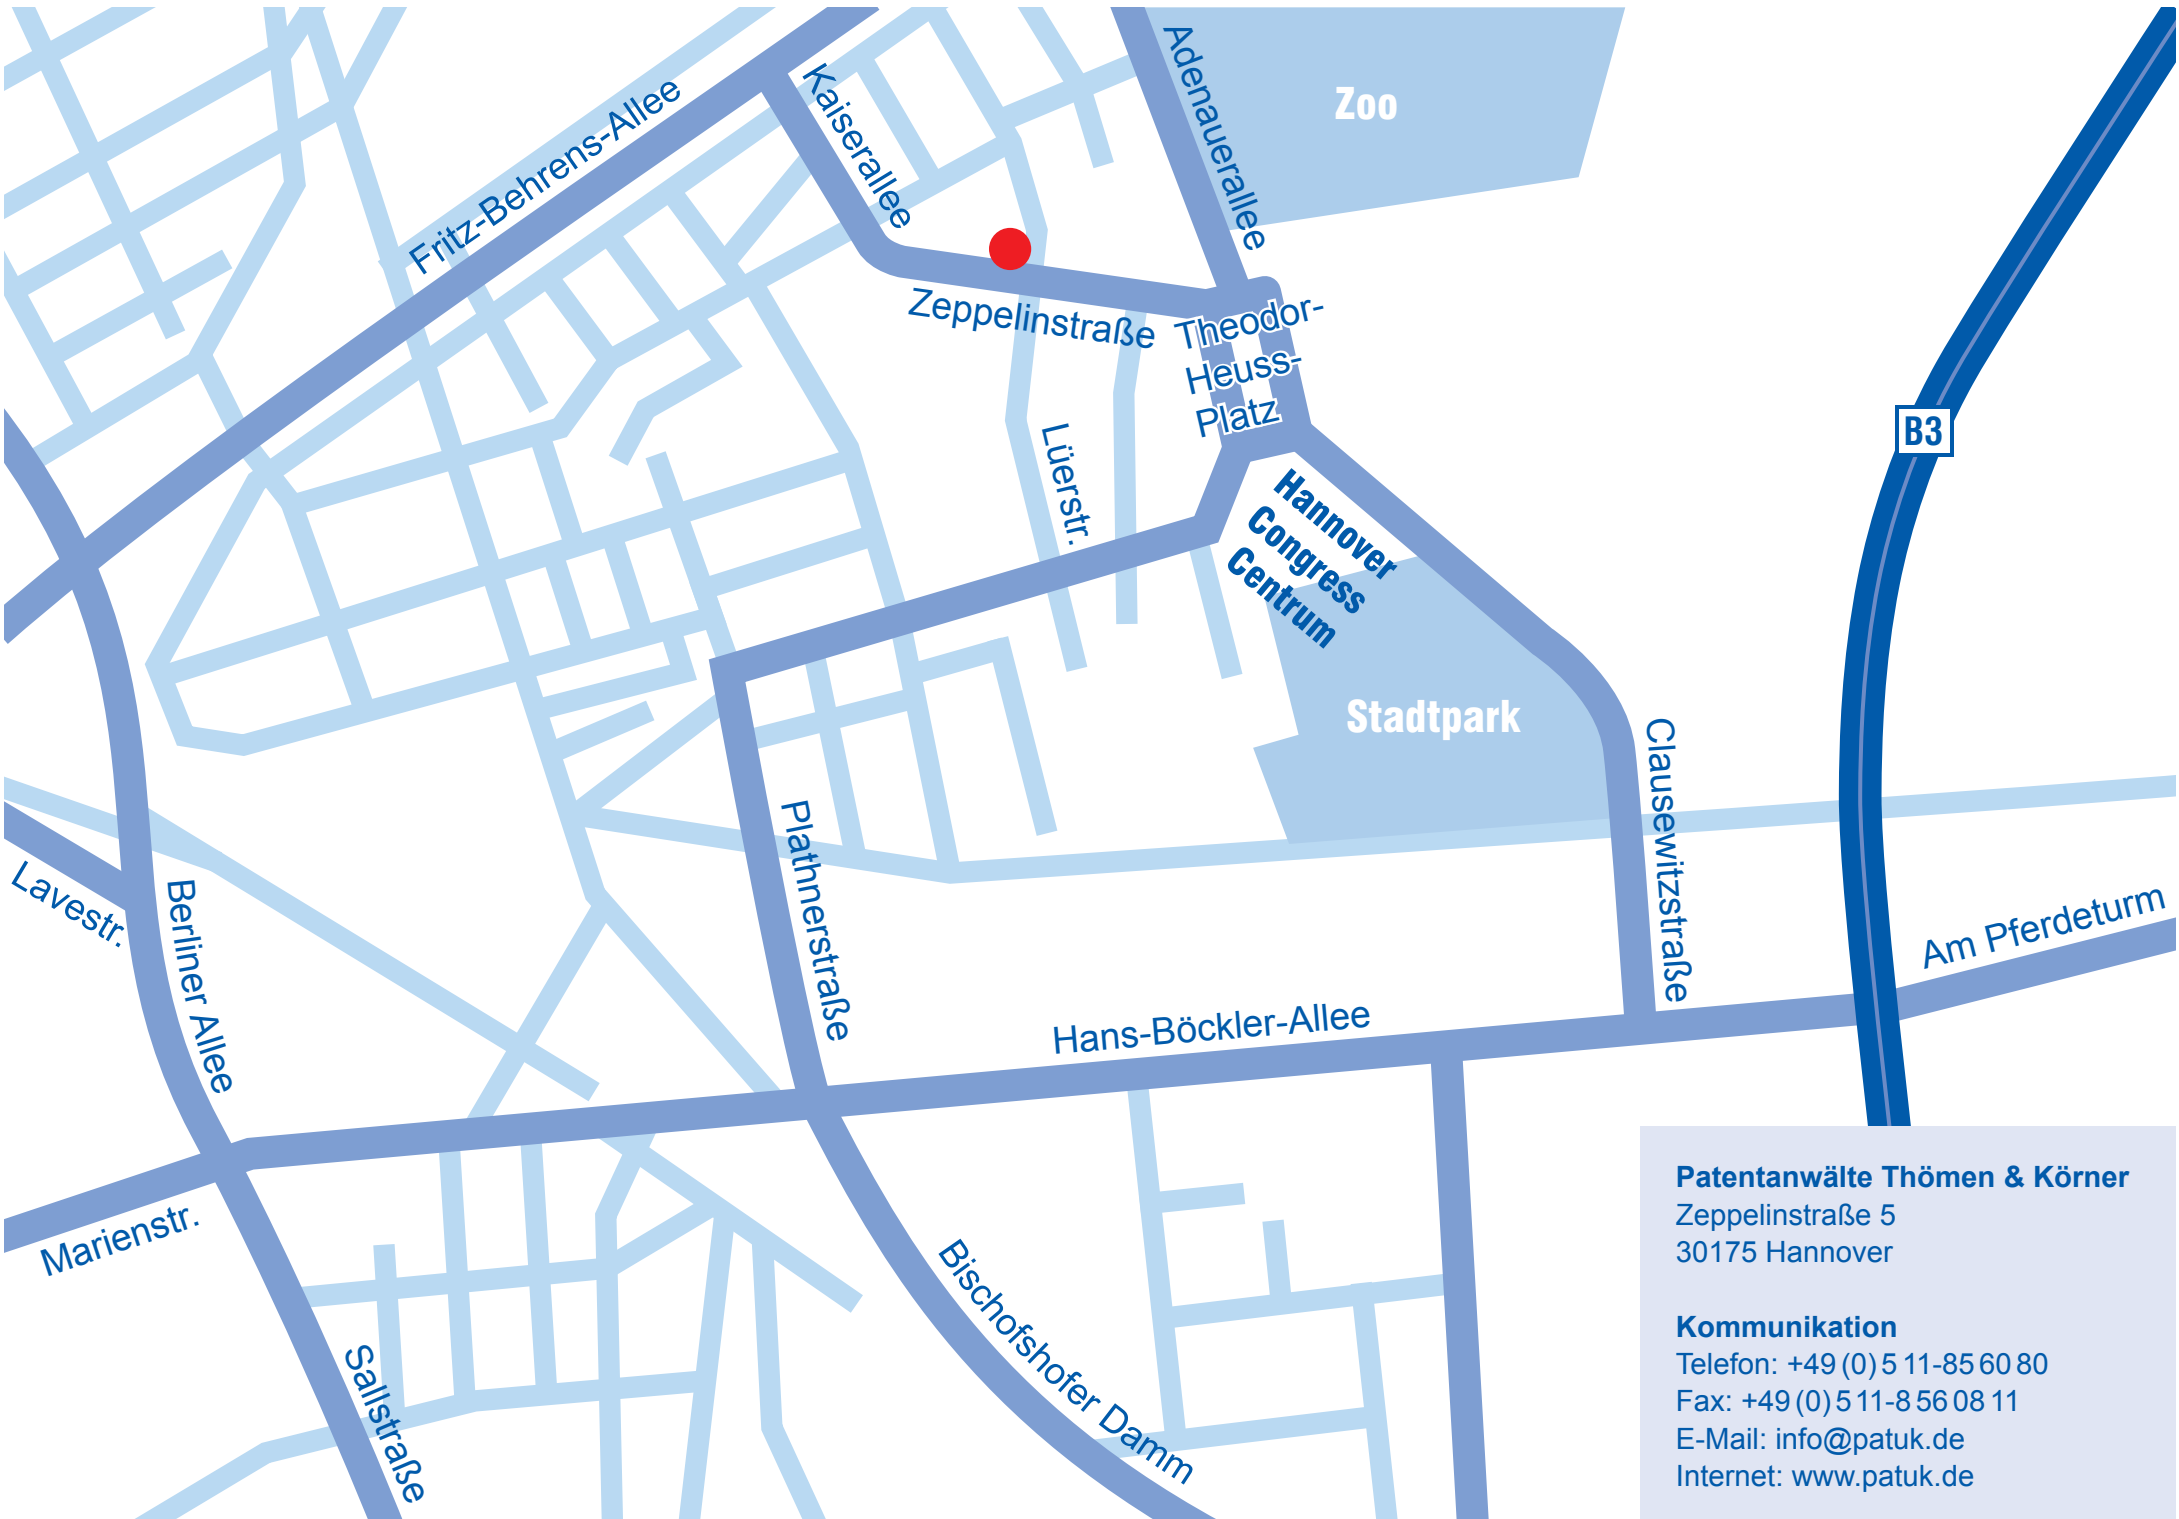 Zoo
Adenauerallee
Kaiserallee
Fritz-Behrens-Allee
Zeppelinstraße
Theodor-
Heuss-
Platz
B3
Lüerstr.
Hannover
Congress
Centrum
Stadtpark
Clausewitzstraße
Plathnerstraße
Lavestr.
Berliner Allee
Am Pferdeturm
Hans-Böckler-Allee
Marienstr.
Sallstraße
Bischofshofer Damm
Patentanwälte Thömen & Körner
Zeppelinstraße 5
30175 Hannover
Kommunikation
Telefon: +49 (0) 5 11-85 60 80
Fax: +49 (0) 5 11-8 56 08 11
E-Mail: info@patuk.de
Internet: www.patuk.de